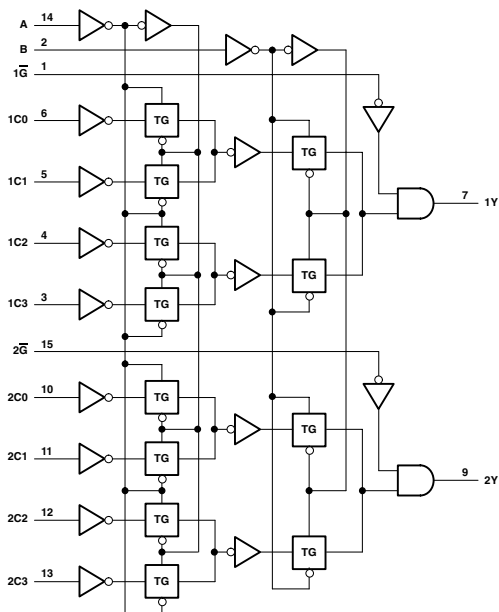 A 14
B 2
1G̅ 1
1C0 6
TG
1C1 5
TG
TG
7 1Y
1C2 4
TG
1C3 3
TG
TG
2G̅ 15
2C0 10
TG
2C1 11
TG
TG
9 2Y
2C2 12
TG
2C3 13
TG
TG